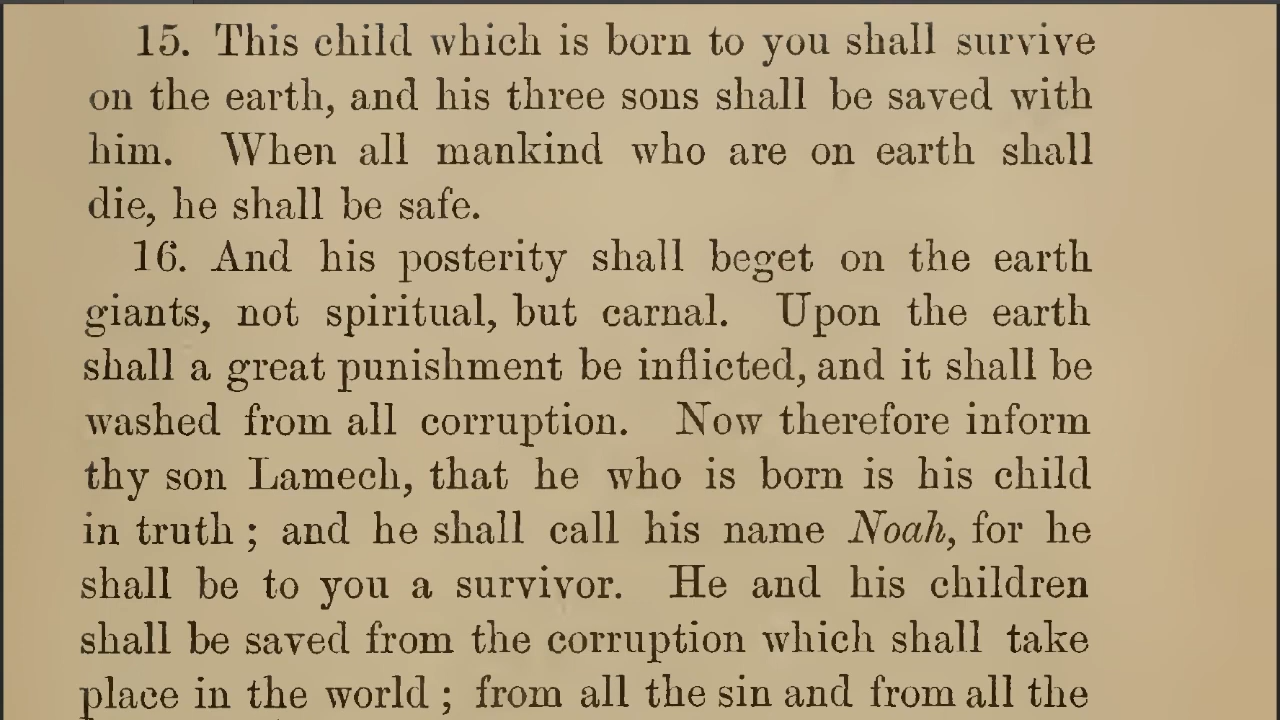 15. This child which is born to you shall survive
on the earth, and his three sons shall be saved with
him. When all mankind who are on earth shall
die, he shall be safe.
16. And his posterity shall beget on the earth
giants, not spiritual, but carnal. Upon the earth
shall a great punishment be inflicted, and it shall be
washed from all corruption. Now therefore inform
thy son Lamech, that he who is born is his child
in truth ; and he shall call his name Noah, for he
shall be to you a survivor. He and his children
shall be saved from the corruption which shall take
place in the world ; from all the sin and from all the